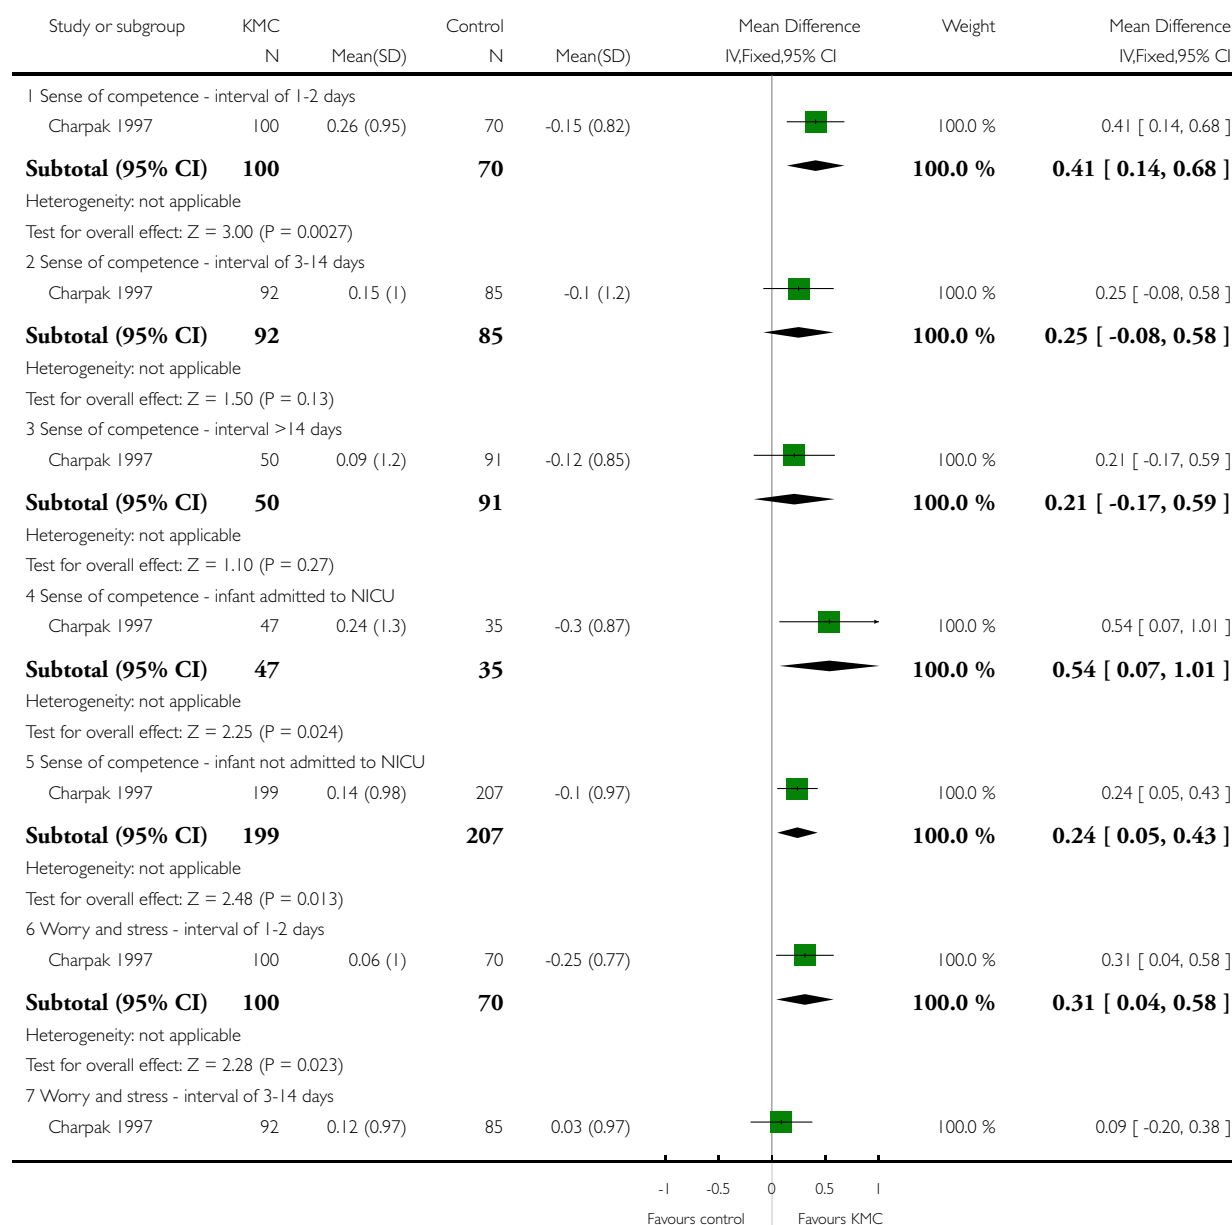 Study or subgroup KMC Control Mean Difference Weight Mean Difference
N Mean(SD) N Mean(SD) IV,Fixed,95% CI IV,Fixed,95% CI
1 Sense of competence - interval of 1-2 days
Charpak 1997 100 0.26 (0.95) 70 -0.15 (0.82) 100.0 % 0.41 [ 0.14, 0.68 ]
Subtotal (95% CI) 100 70 100.0 % 0.41 [ 0.14, 0.68 ]
Heterogeneity: not applicable
Test for overall effect: Z = 3.00 (P = 0.0027)
2 Sense of competence - interval of 3-14 days
Charpak 1997 92 0.15 (1) 85 -0.1 (1.2) 100.0 % 0.25 [ -0.08, 0.58 ]
Subtotal (95% CI) 92 85 100.0 % 0.25 [ -0.08, 0.58 ]
Heterogeneity: not applicable
Test for overall effect: Z = 1.50 (P = 0.13)
3 Sense of competence - interval >14 days
Charpak 1997 50 0.09 (1.2) 91 -0.12 (0.85) 100.0 % 0.21 [ -0.17, 0.59 ]
Subtotal (95% CI) 50 91 100.0 % 0.21 [ -0.17, 0.59 ]
Heterogeneity: not applicable
Test for overall effect: Z = 1.10 (P = 0.27)
4 Sense of competence - infant admitted to NICU
Charpak 1997 47 0.24 (1.3) 35 -0.3 (0.87) 100.0 % 0.54 [ 0.07, 1.01 ]
Subtotal (95% CI) 47 35 100.0 % 0.54 [ 0.07, 1.01 ]
Heterogeneity: not applicable
Test for overall effect: Z = 2.25 (P = 0.024)
5 Sense of competence - infant not admitted to NICU
Charpak 1997 199 0.14 (0.98) 207 -0.1 (0.97) 100.0 % 0.24 [ 0.05, 0.43 ]
Subtotal (95% CI) 199 207 100.0 % 0.24 [ 0.05, 0.43 ]
Heterogeneity: not applicable
Test for overall effect: Z = 2.48 (P = 0.013)
6 Worry and stress - interval of 1-2 days
Charpak 1997 100 0.06 (1) 70 -0.25 (0.77) 100.0 % 0.31 [ 0.04, 0.58 ]
Subtotal (95% CI) 100 70 100.0 % 0.31 [ 0.04, 0.58 ]
Heterogeneity: not applicable
Test for overall effect: Z = 2.28 (P = 0.023)
7 Worry and stress - interval of 3-14 days
Charpak 1997 92 0.12 (0.97) 85 0.03 (0.97) 100.0 % 0.09 [ -0.20, 0.38 ]
-1 -0.5 0 0.5 1
Favours control Favours KMC